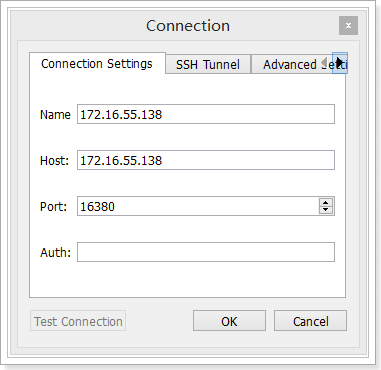 Connection
x
Connection Settings SSH Tunnel Advanced Setti
Name 172.16.55.138
Host: 172.16.55.138
Port: 16380
Auth:
Test Connection OK Cancel